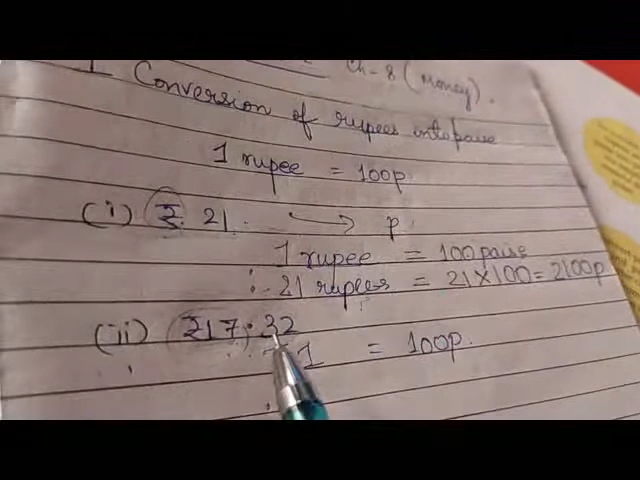 Ch-8 (Money).
1 Conversion of rupees into paise
1 rupee = 100p
(i) ₹. 21. → p
1 rupee = 100 paise
∴ 21 rupees = 21×100 = 2100p
(ii) ₹17.32
₹1 = 100p.